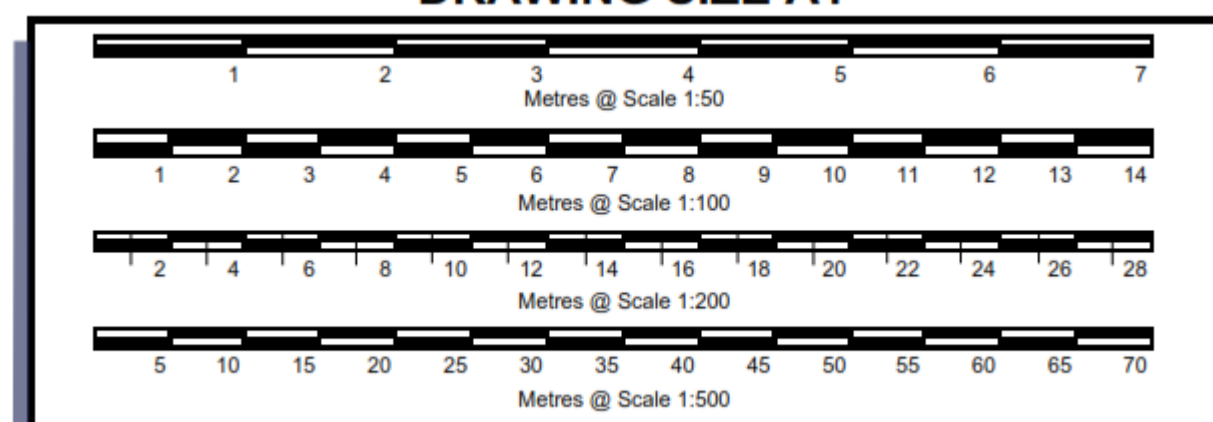 1 2 3 4 5 6 7
Metres @ Scale 1:50
1 2 3 4 5 6 7 8 9 10 11 12 13 14
Metres @ Scale 1:100
2 4 6 8 10 12 14 16 18 20 22 24 26 28
Metres @ Scale 1:200
5 10 15 20 25 30 35 40 45 50 55 60 65 70
Metres @ Scale 1:500